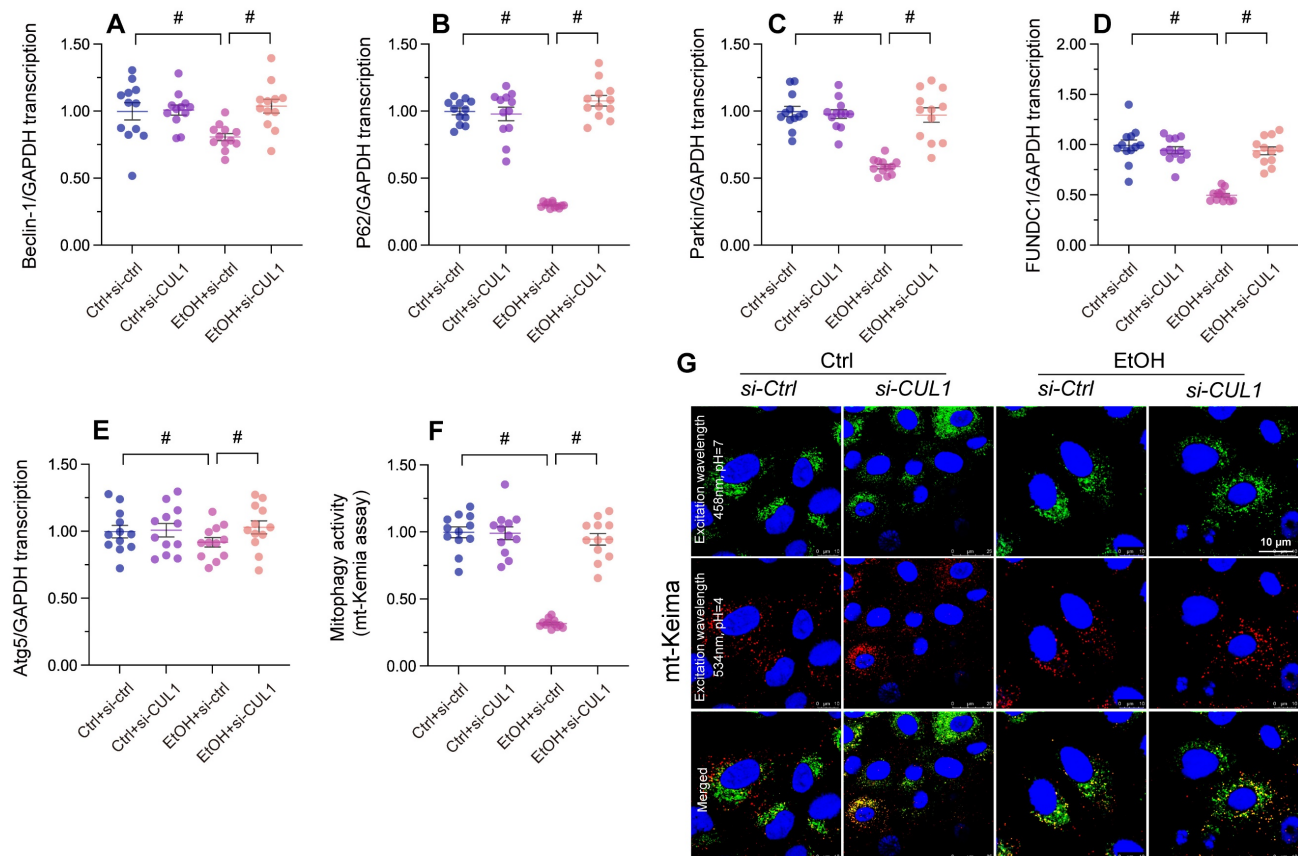 A
#
#
Beclin-1/GAPDH transcription
1.50
1.00
0.50
0.00
Ctrl+si-ctrl
Ctrl+si-CUL1
EtOH+si-ctrl
EtOH+si-CUL1
B
#
#
P62/GAPDH transcription
1.50
1.00
0.50
0.00
Ctrl+si-ctrl
Ctrl+si-CUL1
EtOH+si-ctrl
EtOH+si-CUL1
C
#
#
Parkin/GAPDH transcription
1.50
1.00
0.50
0.00
Ctrl+si-ctrl
Ctrl+si-CUL1
EtOH+si-ctrl
EtOH+si-CUL1
D
#
#
FUNDC1/GAPDH transcription
2.00
1.50
1.00
0.50
0.00
Ctrl+si-ctrl
Ctrl+si-CUL1
EtOH+si-ctrl
EtOH+si-CUL1
E
#
#
Atg5/GAPDH transcription
1.50
1.00
0.50
0.00
Ctrl+si-ctrl
Ctrl+si-CUL1
EtOH+si-ctrl
EtOH+si-CUL1
F
#
#
Mitophagy activity
(mt-Kemia assay)
1.50
1.00
0.50
0.00
Ctrl+si-ctrl
Ctrl+si-CUL1
EtOH+si-ctrl
EtOH+si-CUL1
G
Ctrl
EtOH
si-Ctrl
si-CUL1
si-Ctrl
si-CUL1
mt-Keima
Excitation wavelength
458nm, pH=7
10 μm
Excitation wavelength
534nm, pH=4
Merged